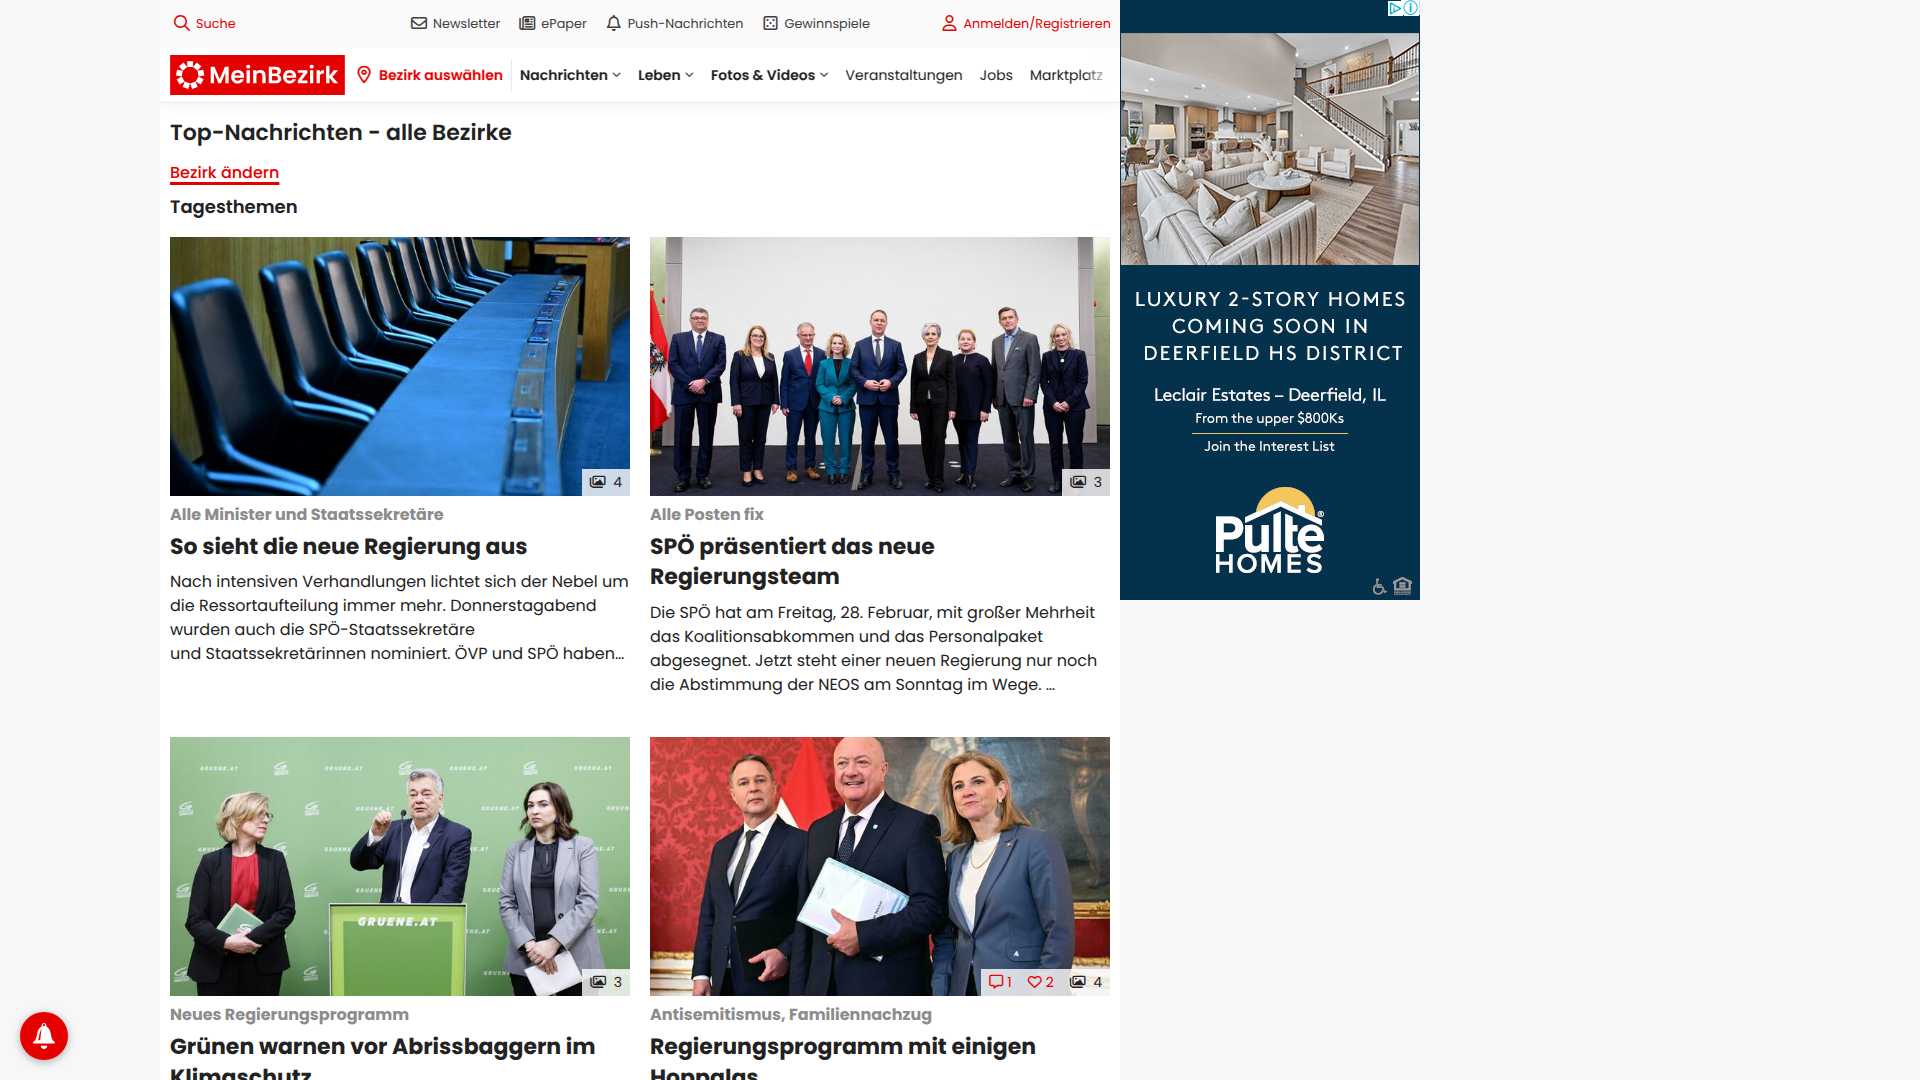 Suche
Newsletter
ePaper
Push-Nachrichten
Gewinnspiele
Anmelden/Registrieren
MeinBezirk
Bezirk auswählen
Nachrichten
Leben
Fotos & Videos
Veranstaltungen
Jobs
Marktplatz
Top-Nachrichten - alle Bezirke
Bezirk ändern
Tagesthemen
4
Alle Minister und Staatssekretäre
So sieht die neue Regierung aus
Nach intensiven Verhandlungen lichtet sich der Nebel um
die Ressortaufteilung immer mehr. Donnerstagabend
wurden auch die SPÖ-Staatssekretäre
und Staatssekretärinnen nominiert. ÖVP und SPÖ haben...
3
Alle Posten fix
SPÖ präsentiert das neue
Regierungsteam
Die SPÖ hat am Freitag, 28. Februar, mit großer Mehrheit
das Koalitionsabkommen und das Personalpaket
abgesegnet. Jetzt steht einer neuen Regierung nur noch
die Abstimmung der NEOS am Sonntag im Wege. ...
GRUENE.AT
3
Neues Regierungsprogramm
Grünen warnen vor Abrissbaggern im
Klimaschutz
1
2
4
Antisemitismus, Familiennachzug
Regierungsprogramm mit einigen
Hoppalas
LUXURY 2-STORY HOMES
COMING SOON IN
DEERFIELD HS DISTRICT
Leclair Estates – Deerfield, IL
From the upper $800Ks
Join the Interest List
Pulte®
HOMES